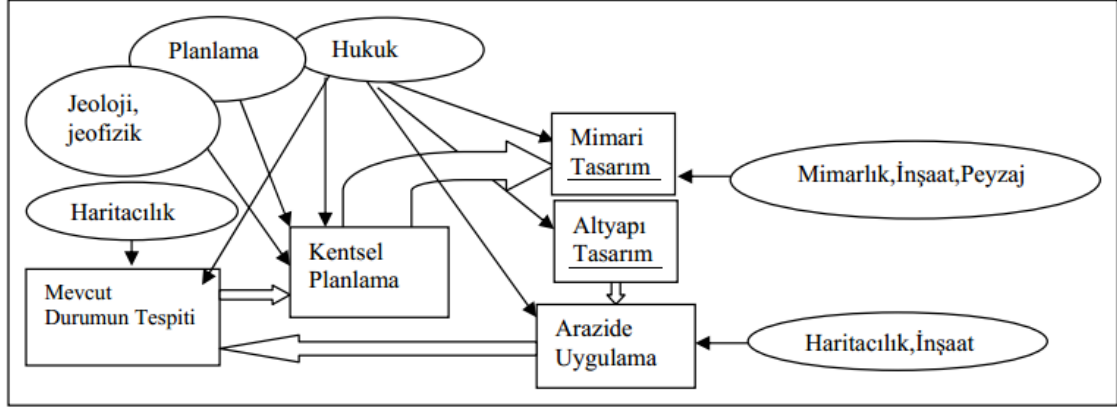 Planlama
Hukuk
Jeoloji,
jeofizik
Mimari
Tasarım
Mimarlık,İnşaat,Peyzaj
Haritacılık
Altyapı
Tasarım
Kentsel
Planlama
Mevcut
Durumun Tespiti
Arazide
Uygulama
Haritacılık,İnşaat